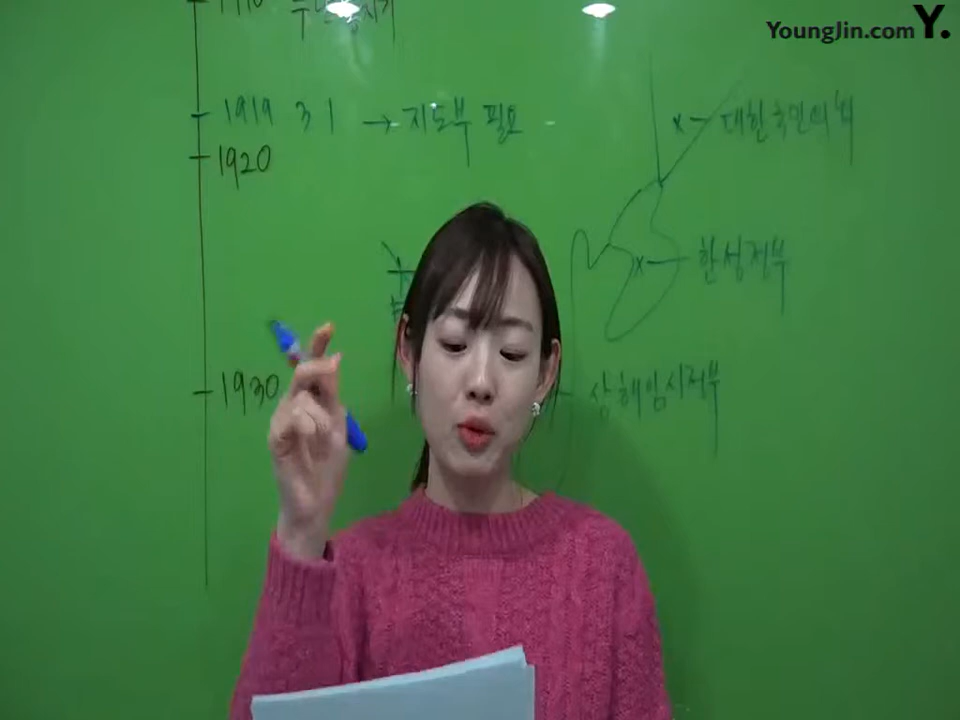 YoungJin.com Y.
1910
1919 3 1 → 지도부 필요
x- 대한국민의회
1920
x- 한성정부
1930
상해임시정부